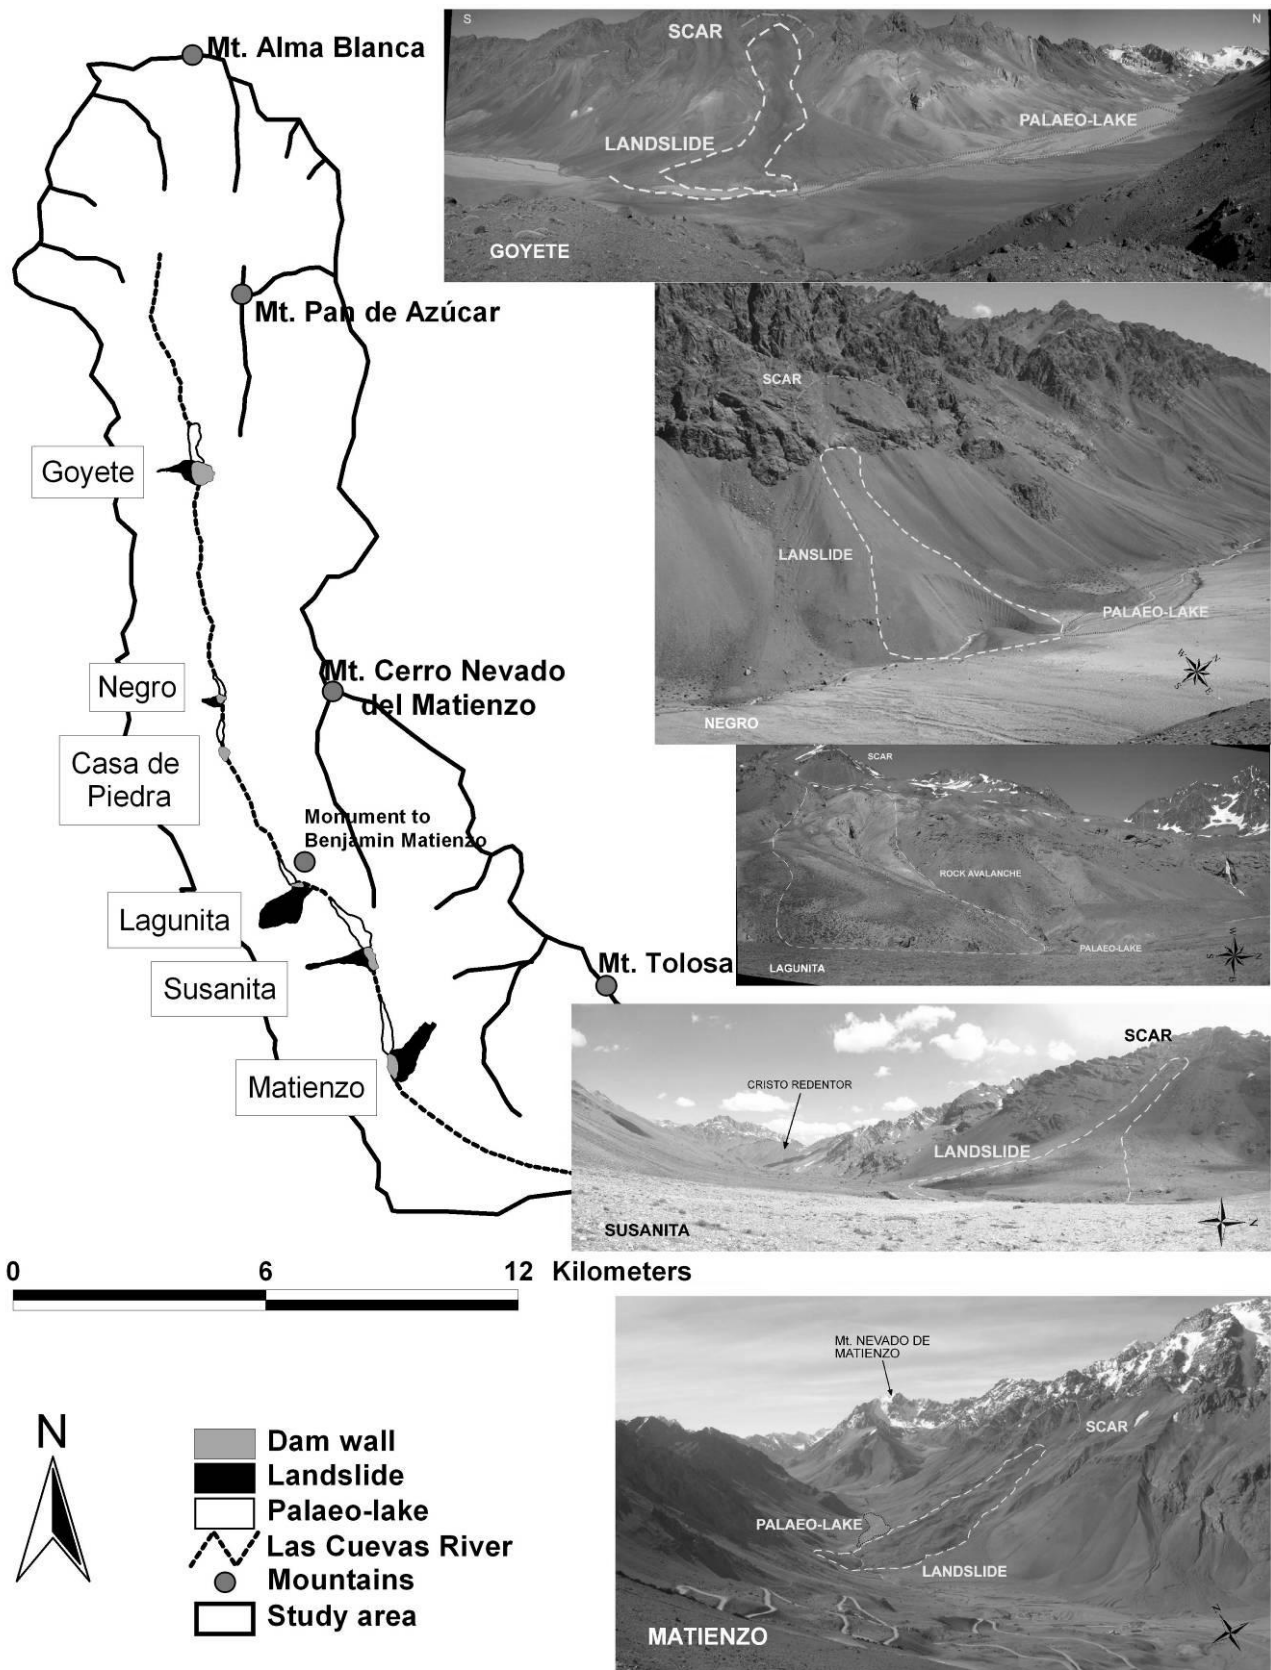 Mt. Alma Blanca
Mt. Pan de Azúcar
Goyete
Negro
Mt. Cerro Nevado
del Matienzo
Casa de
Piedra
Monument to
Benjamin Matienzo
Lagunita
Susanita
Mt. Tolosa
Matienzo
0 6 12 Kilometers
N
Dam wall
Landslide
Palaeo-lake
Las Cuevas River
Mountains
Study area
S
N
SCAR
LANDSLIDE
PALAEO-LAKE
GOYETE
SCAR
LANSLIDE
PALAEO-LAKE
W N
S E
NEGRO
SCAR
ROCK AVALANCHE
PALAEO-LAKE
LAGUNITA
W
S N
E
SCAR
CRISTO REDENTOR
LANDSLIDE
SUSANITA
N
Mt. NEVADO DE
MATIENZO
SCAR
PALAEO-LAKE
LANDSLIDE
MATIENZO
N